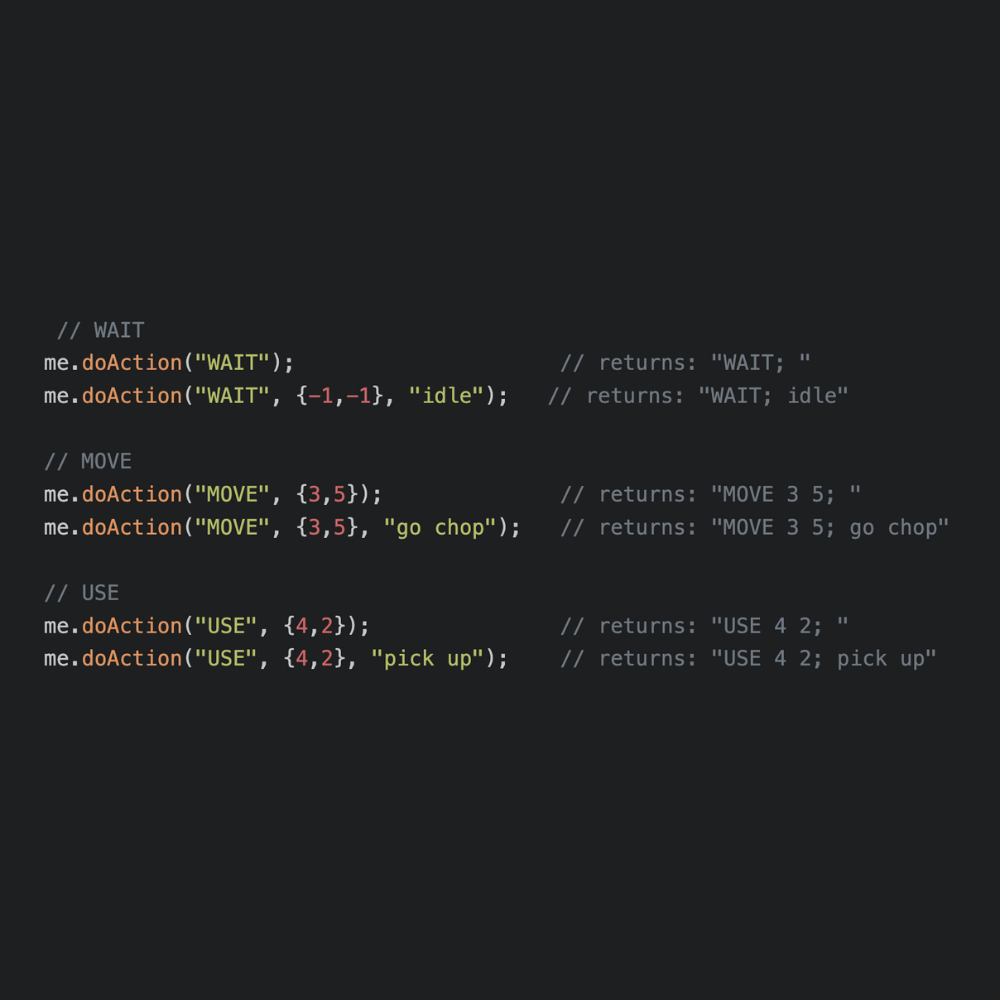 // WAIT
me.doAction("WAIT");                     // returns: "WAIT; "
me.doAction("WAIT", {-1,-1}, "idle");   // returns: "WAIT; idle"

// MOVE
me.doAction("MOVE", {3,5});              // returns: "MOVE 3 5; "
me.doAction("MOVE", {3,5}, "go chop");   // returns: "MOVE 3 5; go chop"

// USE
me.doAction("USE", {4,2});               // returns: "USE 4 2; "
me.doAction("USE", {4,2}, "pick up");    // returns: "USE 4 2; pick up"